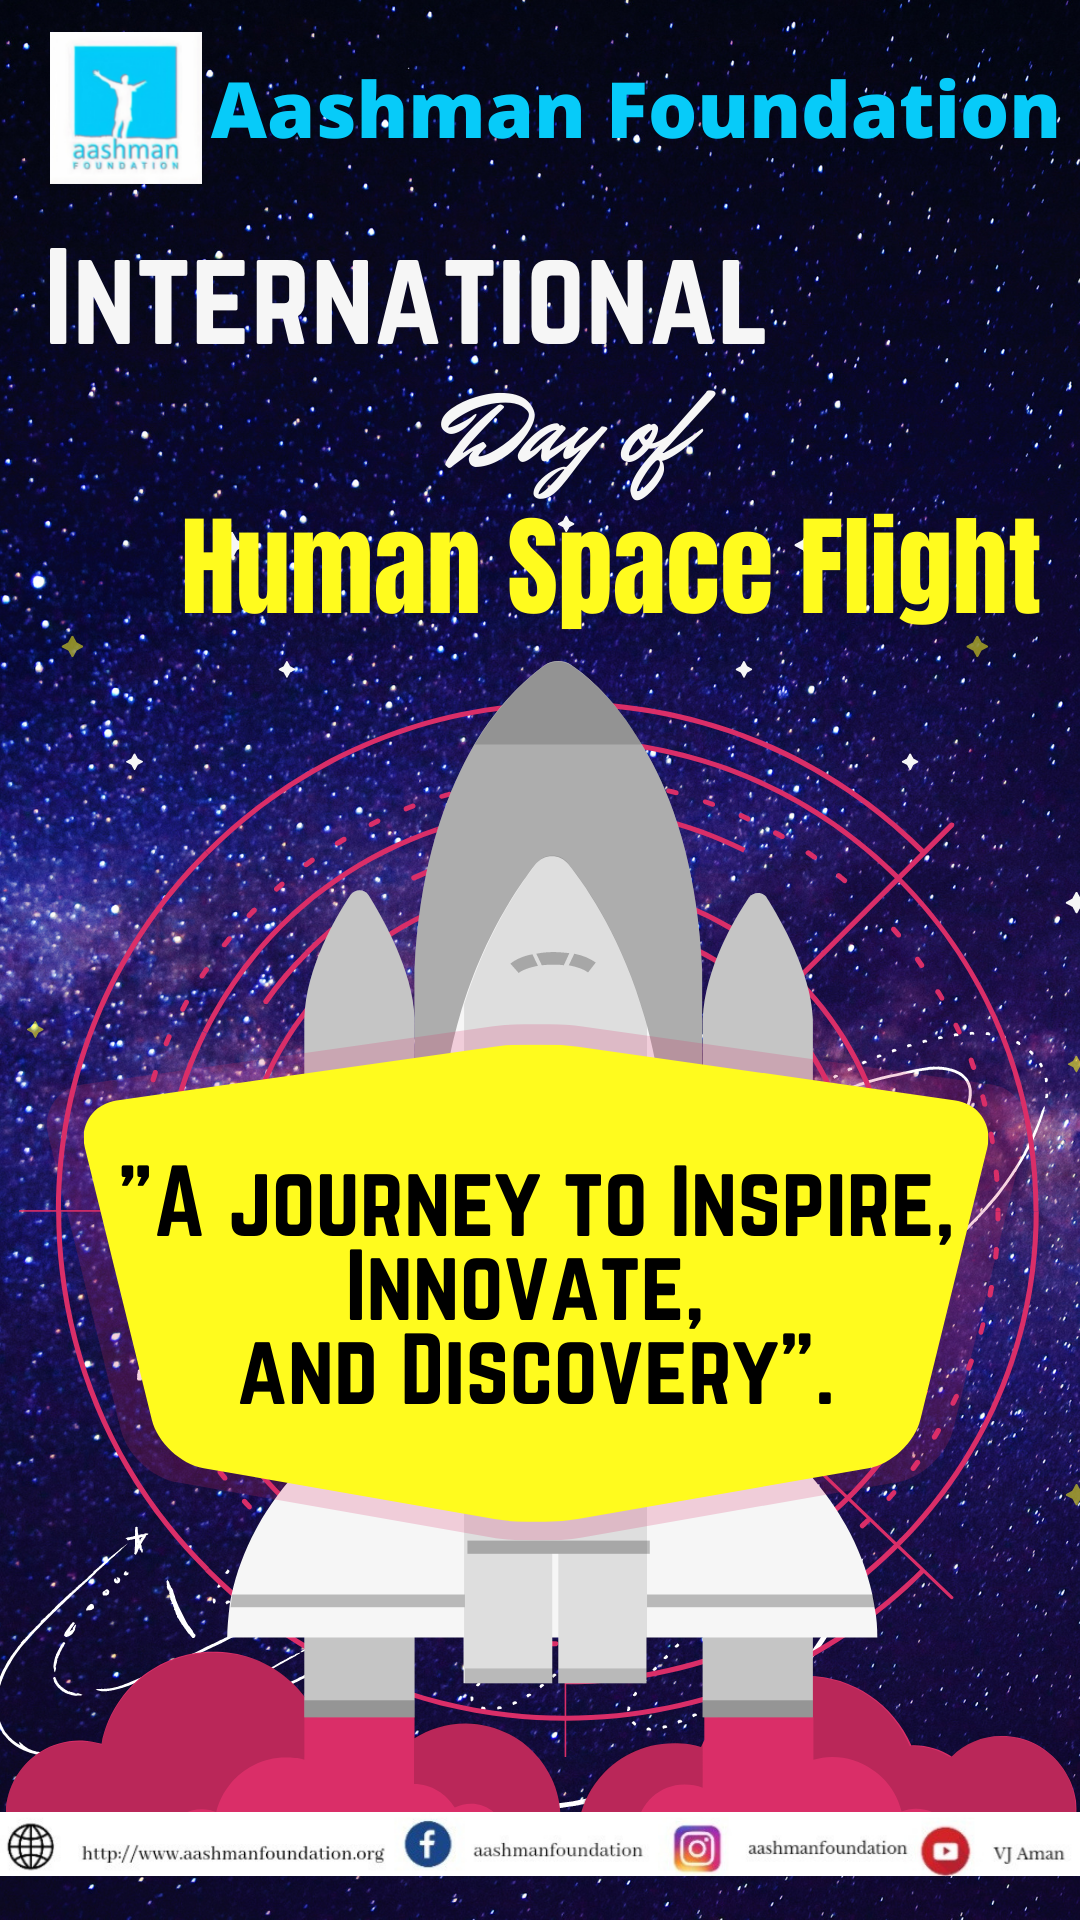 aashman
FOUNDATION
Aashman Foundation
International
Day of
Human Space Flight
"A journey to Inspire,
Innovate,
and Discovery".
http://www.aashmanfoundation.org
aashmanfoundation
aashmanfoundation
VJ Aman